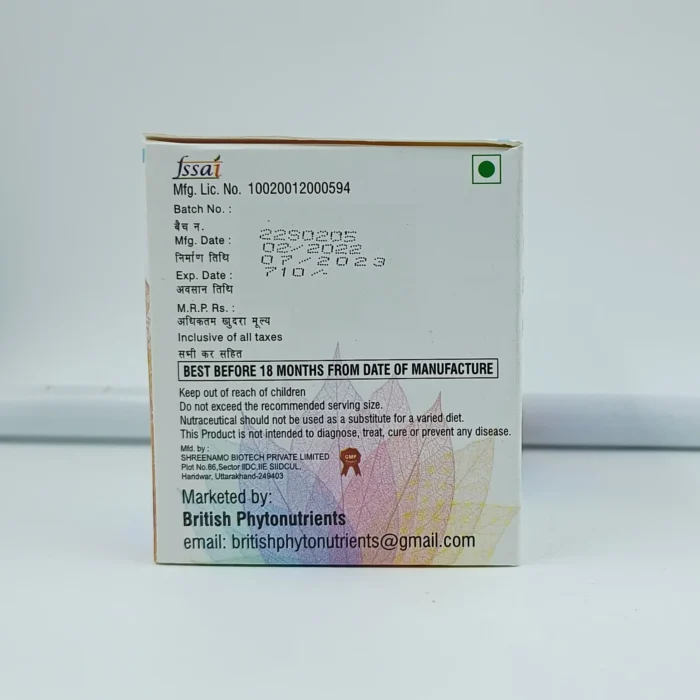 fssai
Mfg. Lic. No. 10020012000594
Batch No. :
बैच न.
22S0205
Mfg. Date :
02/2022
निर्माण तिथि
07/2023
Exp. Date :
710/-
अवसान तिथि
M.R.P. Rs. :
अधिकतम खुदरा मूल्य
Inclusive of all taxes
सभी कर सहित
BEST BEFORE 18 MONTHS FROM DATE OF MANUFACTURE
Keep out of reach of children
Do not exceed the recommended serving size.
Nutraceutical should not be used as a substitute for a varied diet.
This Product is not intended to diagnose, treat, cure or prevent any disease.
Mfd. by :
SHREENAMO BIOTECH PRIVATE LIMITED
Plot No.86,Sector IIDC,IIE SIIDCUL,
Haridwar, Uttarakhand-249403
GMP
Marketed by:
British Phytonutrients
email: britishphytonutrients@gmail.com